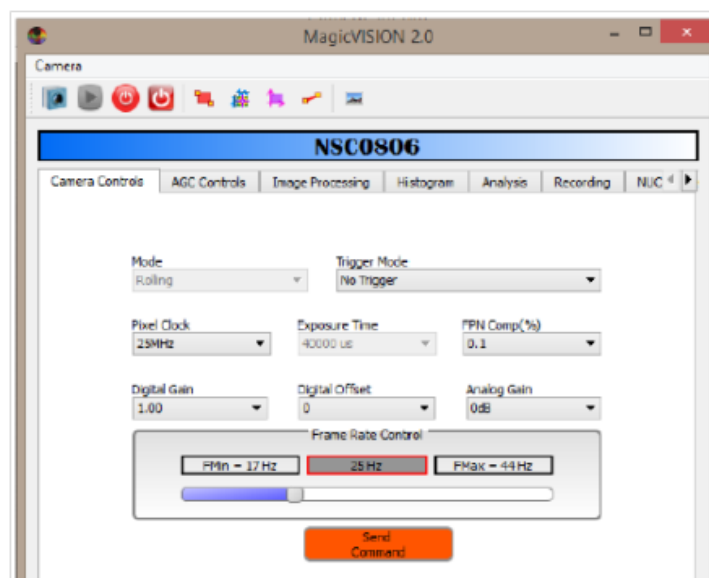 MagicVISION 2.0
Camera
NSC0806
Camera Controls AGC Controls Image Processing Histogram Analysis Recording NUC
Mode Trigger Mode
Rolling No Trigger
Pixel Clock Exposure Time FPN Comp(%)
25MHz 40000 us 0.1
Digital Gain Digital Offset Analog Gain
1.00 0 0dB
Frame Rate Control
FMin = 17 Hz 25 Hz FMax = 44 Hz
Send
Command